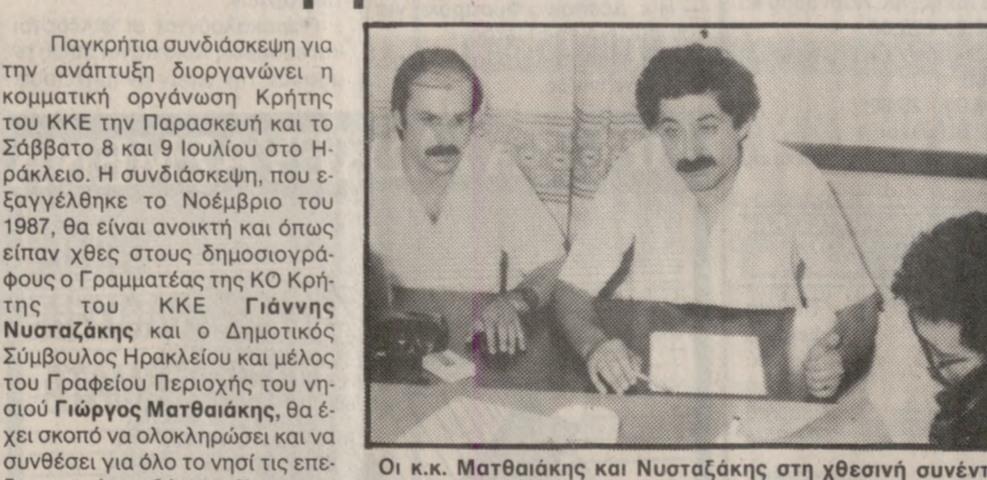 Παγκρήτια συνδιάσκεψη για
την ανάπτυξη διοργανώνει η
κομματική οργάνωση Κρήτης
του ΚΚΕ την Παρασκευή και το
Σάββατο 8 και 9 Ιουλίου στο Η-
ράκλειο. Η συνδιάσκεψη, που ε-
ξαγγέλθηκε το Νοέμβριο του
1987, θα είναι ανοικτή και όπως
είπαν χθες στους δημοσιογρά-
φους ο Γραμματέας της ΚΟ Κρή-
της του ΚΚΕ Γιάννης
Νυσταζάκης και ο Δημοτικός
Σύμβουλος Ηρακλείου και μέλος
του Γραφείου Περιοχής του νη-
σιού Γιώργος Ματθαιάκης, θα έ-
χει σκοπό να ολοκληρώσει και να
συνθέσει για όλο το νησί τις επε-
Οι κ.κ. Ματθαιάκης και Νυσταζάκης στη χθεσινή συνέντ